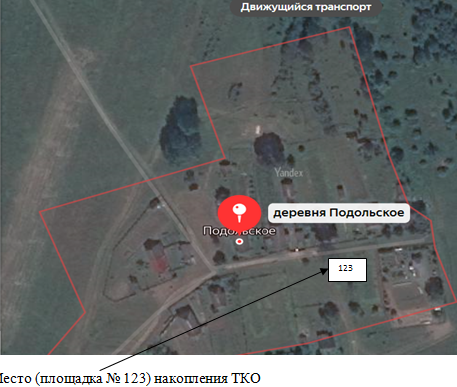 Движущийся транспорт
Yandex
деревня Подольское
Подольское
123
Место (площадка № 123) накопления ТКО